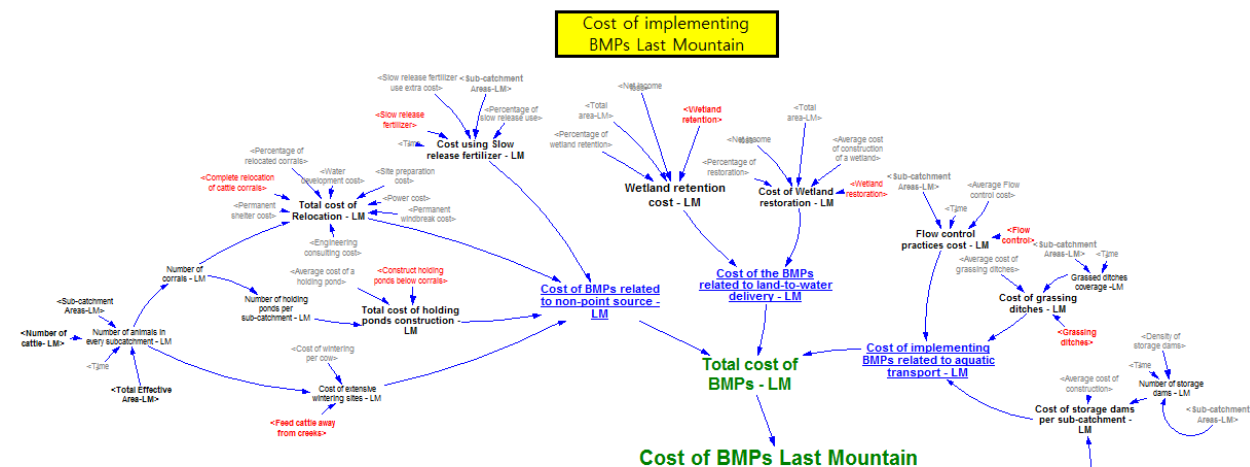 Cost of implementing
BMPs Last Mountain
<Slow release fertilizer
use extra cost>
<Sub-catchment
Areas-LM>
<Slow release
fertilizer>
<Percentage of
slow release use>
<Time
Cost using Slow
release fertilizer - LM
<Net income
loss>
<Total
area-LM>
<Wetland
retention>
<Percentage of
wetland retention>
Wetland retention
cost - LM
<Total
area-LM>
<Net income
loss>
<Average cost
of construction
of a wetland>
<Percentage of
restoration>
<Wetland
restoration>
Cost of Wetland
restoration - LM
<Percentage of
relocated corrals>
<Water
development cost>
<Site preparation
cost>
<Complete relocation
of cattle corrals>
<Power cost>
<Permanent
shelter cost>
Total cost of
Relocation - LM
<Permanent
windbreak cost>
<Engineering
consulting cost>
<Sub-catchment
Areas-LM>
<Average Flow
control cost>
<Time
Flow control
practices cost - LM
<Flow
control>
<Average cost of
grassing ditches>
<Sub-catchment
Areas-LM>
<Time
Grassed ditches
coverage - LM
Cost of grassing
ditches - LM
<Grassing
ditches>
Number of
corrals - LM
<Average cost of a
holding pond>
<Construct holding
ponds below corrals>
Number of holding
ponds per
sub-catchment - LM
Total cost of holding
ponds construction -
LM
Cost of BMPs related
to non-point source -
LM
Cost of the BMPs
related to land-to-water
delivery - LM
<Sub-catchment
Areas-LM>
<Number of
cattle- LM>
Number of animals in
every subcatchment - LM
<Time
<Total Effective
Area-LM>
<Cost of wintering
per cow>
Cost of extensive
wintering sites - LM
<Feed cattle away
from creeks>
Total cost of
BMPs - LM
Cost of implementing
BMPs related to aquatic
transport - LM
<Density of
storage dams>
<Time
<Average cost of
construction>
Number of storage
dams - LM
<Sub-catchment
Areas-LM>
Cost of storage dams
per sub-catchment -
LM
Cost of BMPs Last Mountain